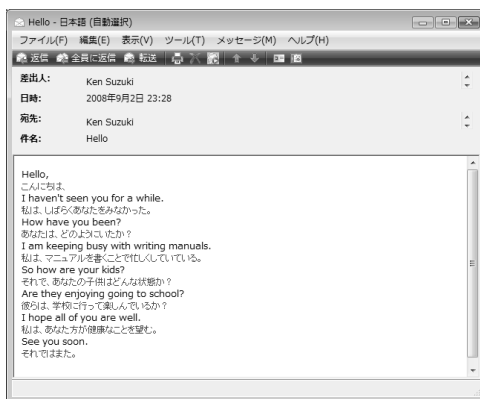 Hello - 日本語 (自動選択)
ファイル(F) 編集(E) 表示(V) ツール(T) メッセージ(M) ヘルプ(H)
返信 全員に返信 転送
差出人: Ken Suzuki
日時: 2008年9月2日 23:28
宛先: Ken Suzuki
件名: Hello
Hello,
こんにちは、
I haven't seen you for a while.
私は、しばらくあなたをみなかった。
How have you been?
あなたは、どのようにいたか？
I am keeping busy with writing manuals.
私は、マニュアルを書くことで忙しくしていている。
So how are your kids?
それで、あなたの子供はどんな状態か？
Are they enjoying going to school?
彼らは、学校に行って楽しんでいるか？
I hope all of you are well.
私は、あなた方が健康なことを望む。
See you soon.
それではまた。